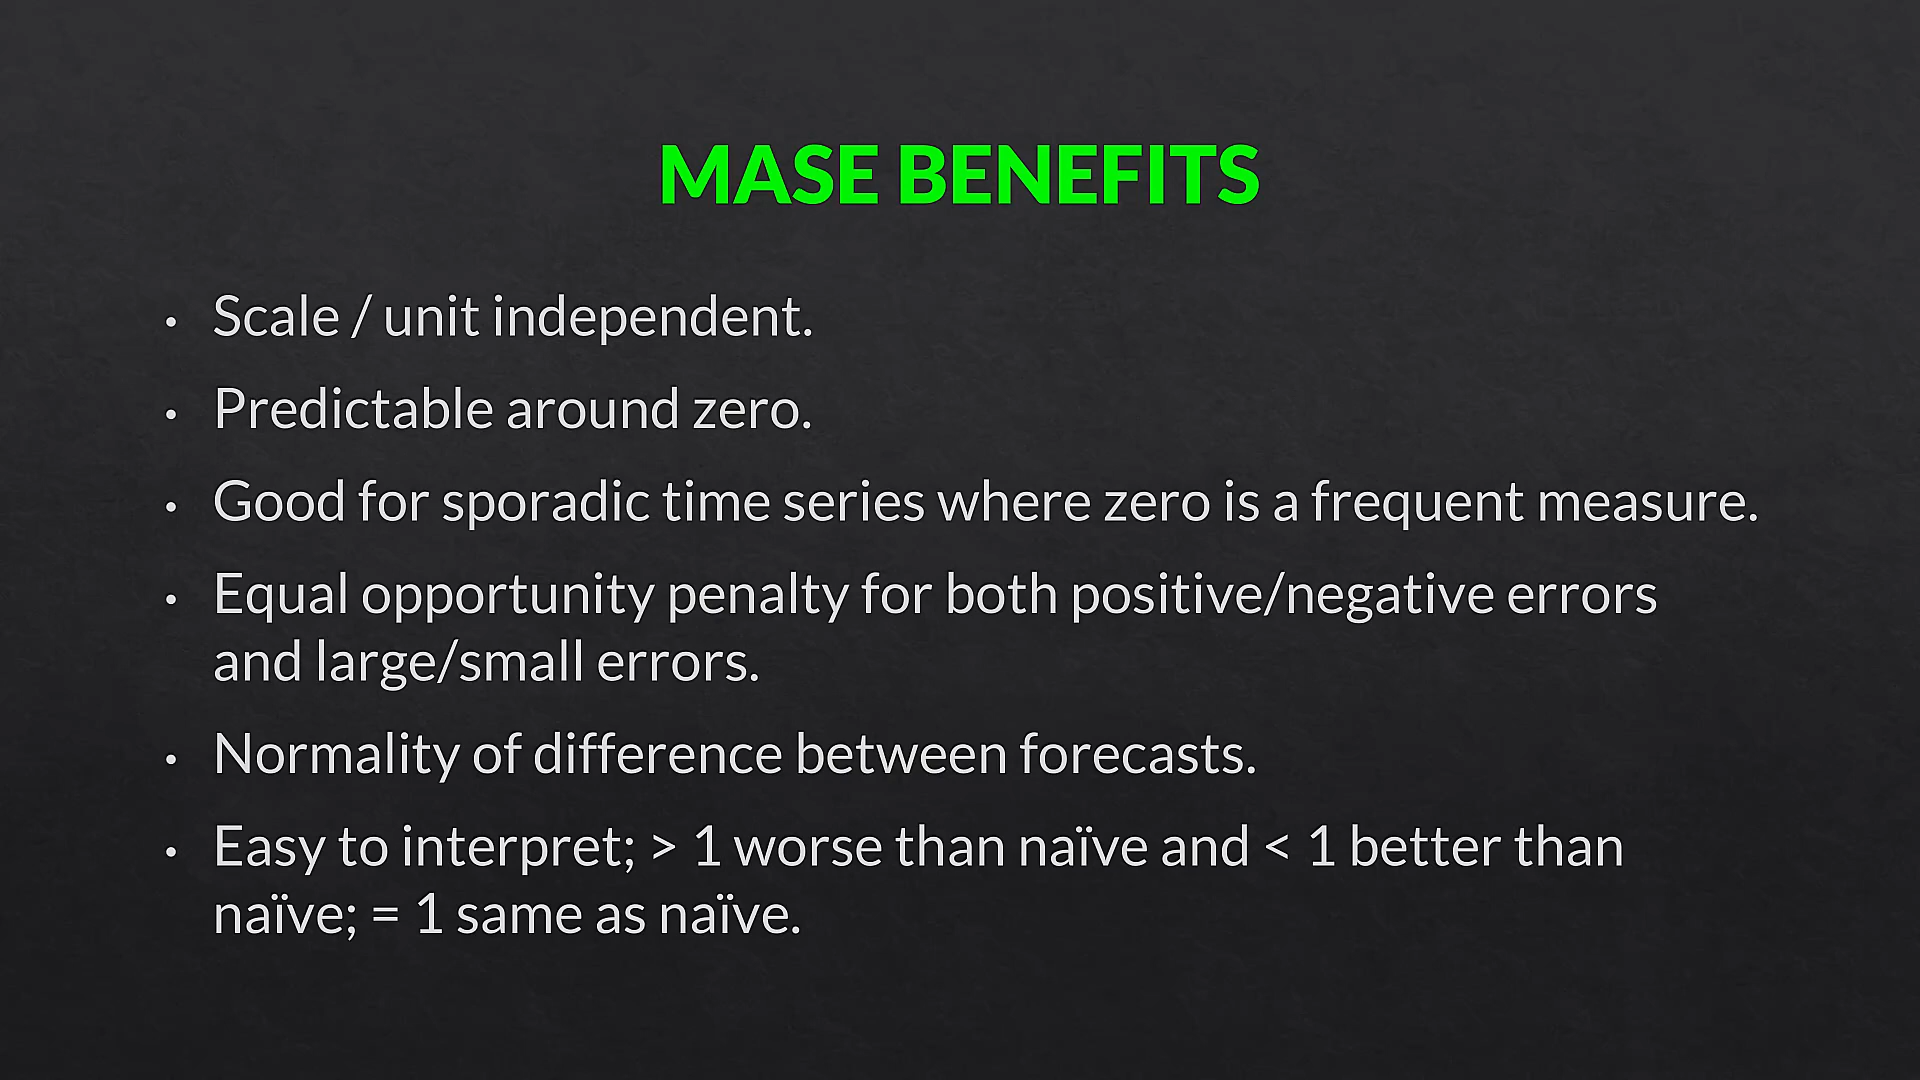 MASE BENEFITS
• Scale / unit independent.
• Predictable around zero.
• Good for sporadic time series where zero is a frequent measure.
• Equal opportunity penalty for both positive/negative errors
and large/small errors.
• Normality of difference between forecasts.
• Easy to interpret; > 1 worse than naïve and < 1 better than
naïve; = 1 same as naïve.